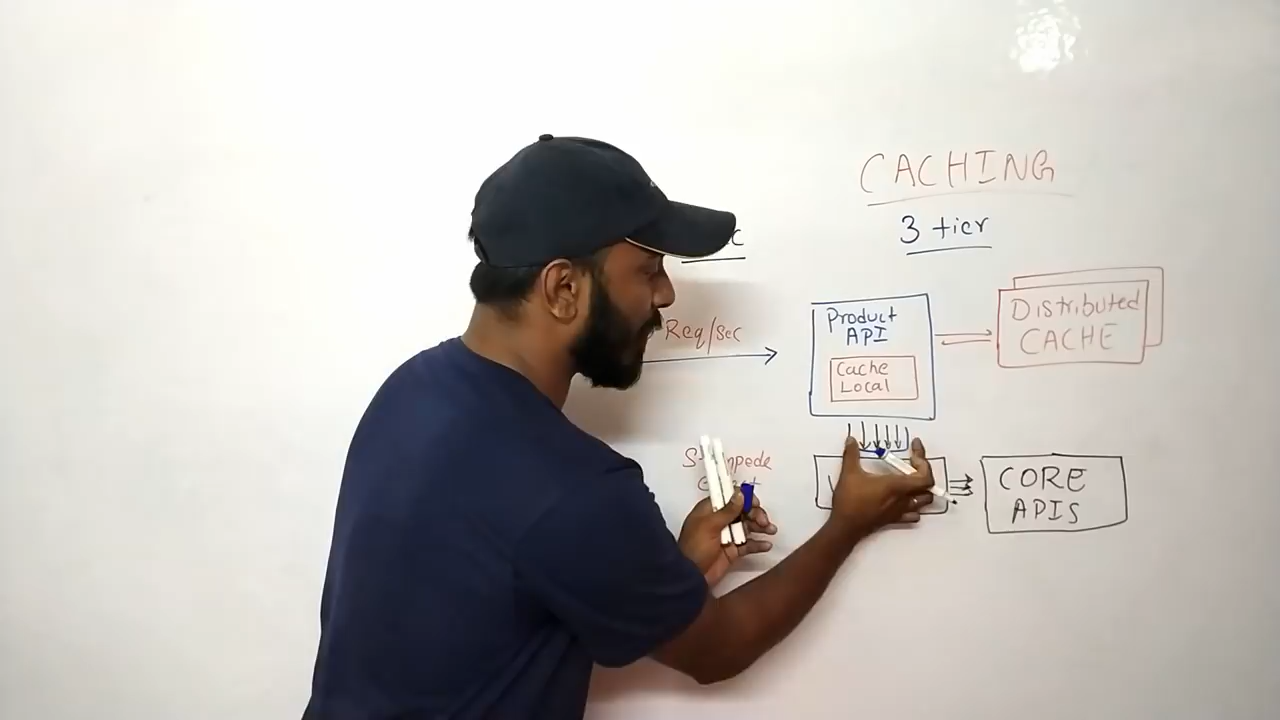 CACHING
3 tier
Req/sec
Product
API
Cache
Local
Distributed
CACHE
CORE
APIs